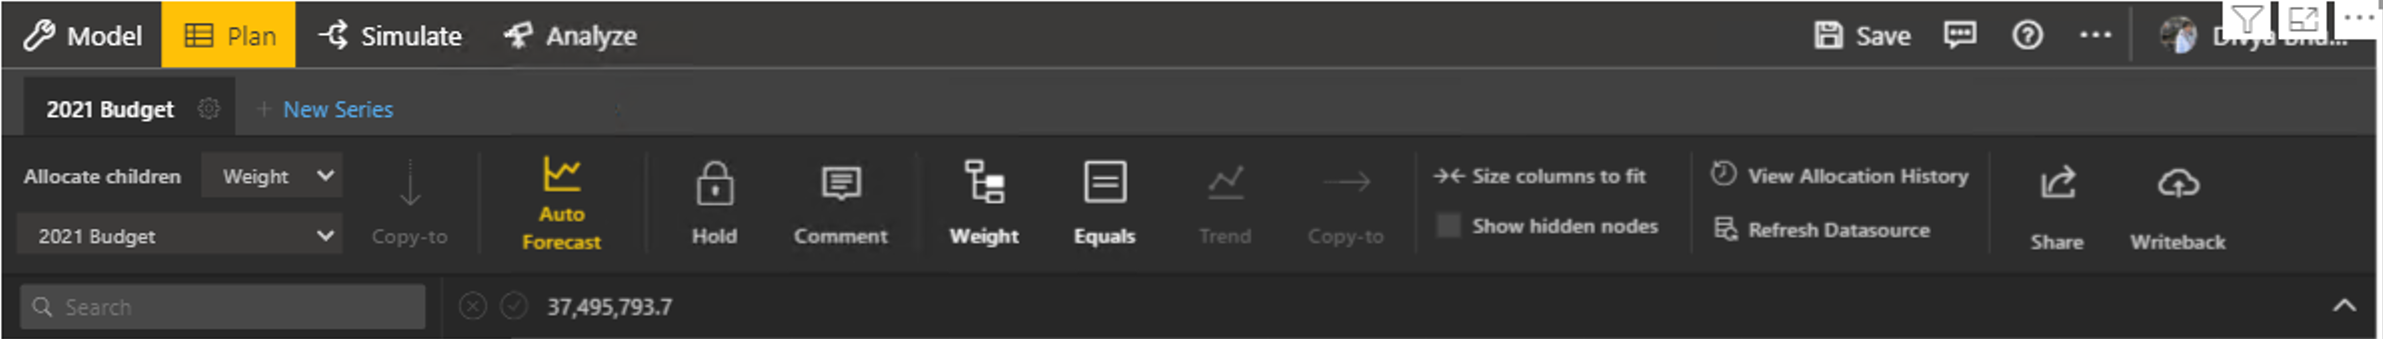 Model Plan Simulate Analyze Save
2021 Budget + New Series
Allocate children Weight
2021 Budget
Copy-to
Auto
Forecast
Hold
Comment
Weight
Equals
Trend
Copy-to
Size columns to fit
Show hidden nodes
View Allocation History
Refresh Datasource
Share
Writeback
Search
37,495,793.7